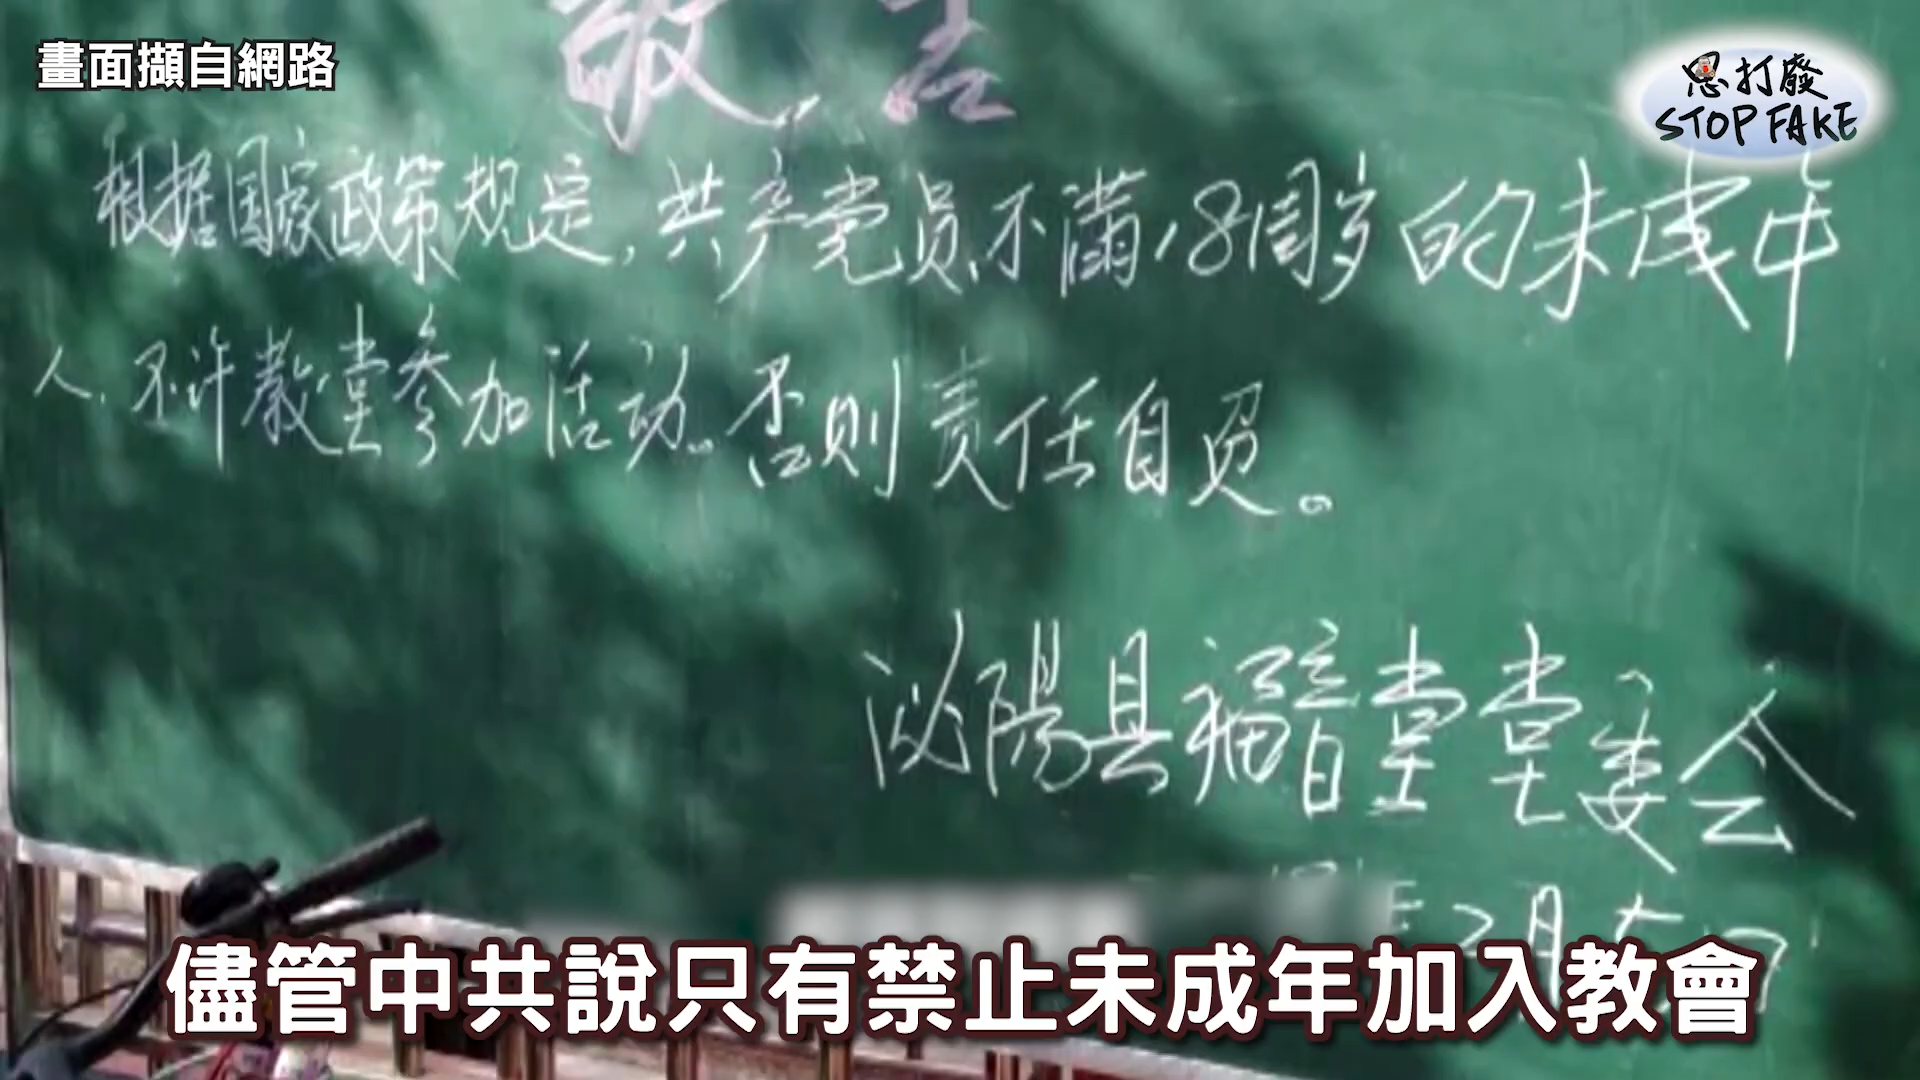 畫面擷自網路
思打發
STOP FAKE
根据国家政策规定,共产党员、不满18周岁的未成年
人、不许教堂参加活动。否则责任自负。
泌阳县福音堂堂委会
儘管中共說只有禁止未成年加入教會